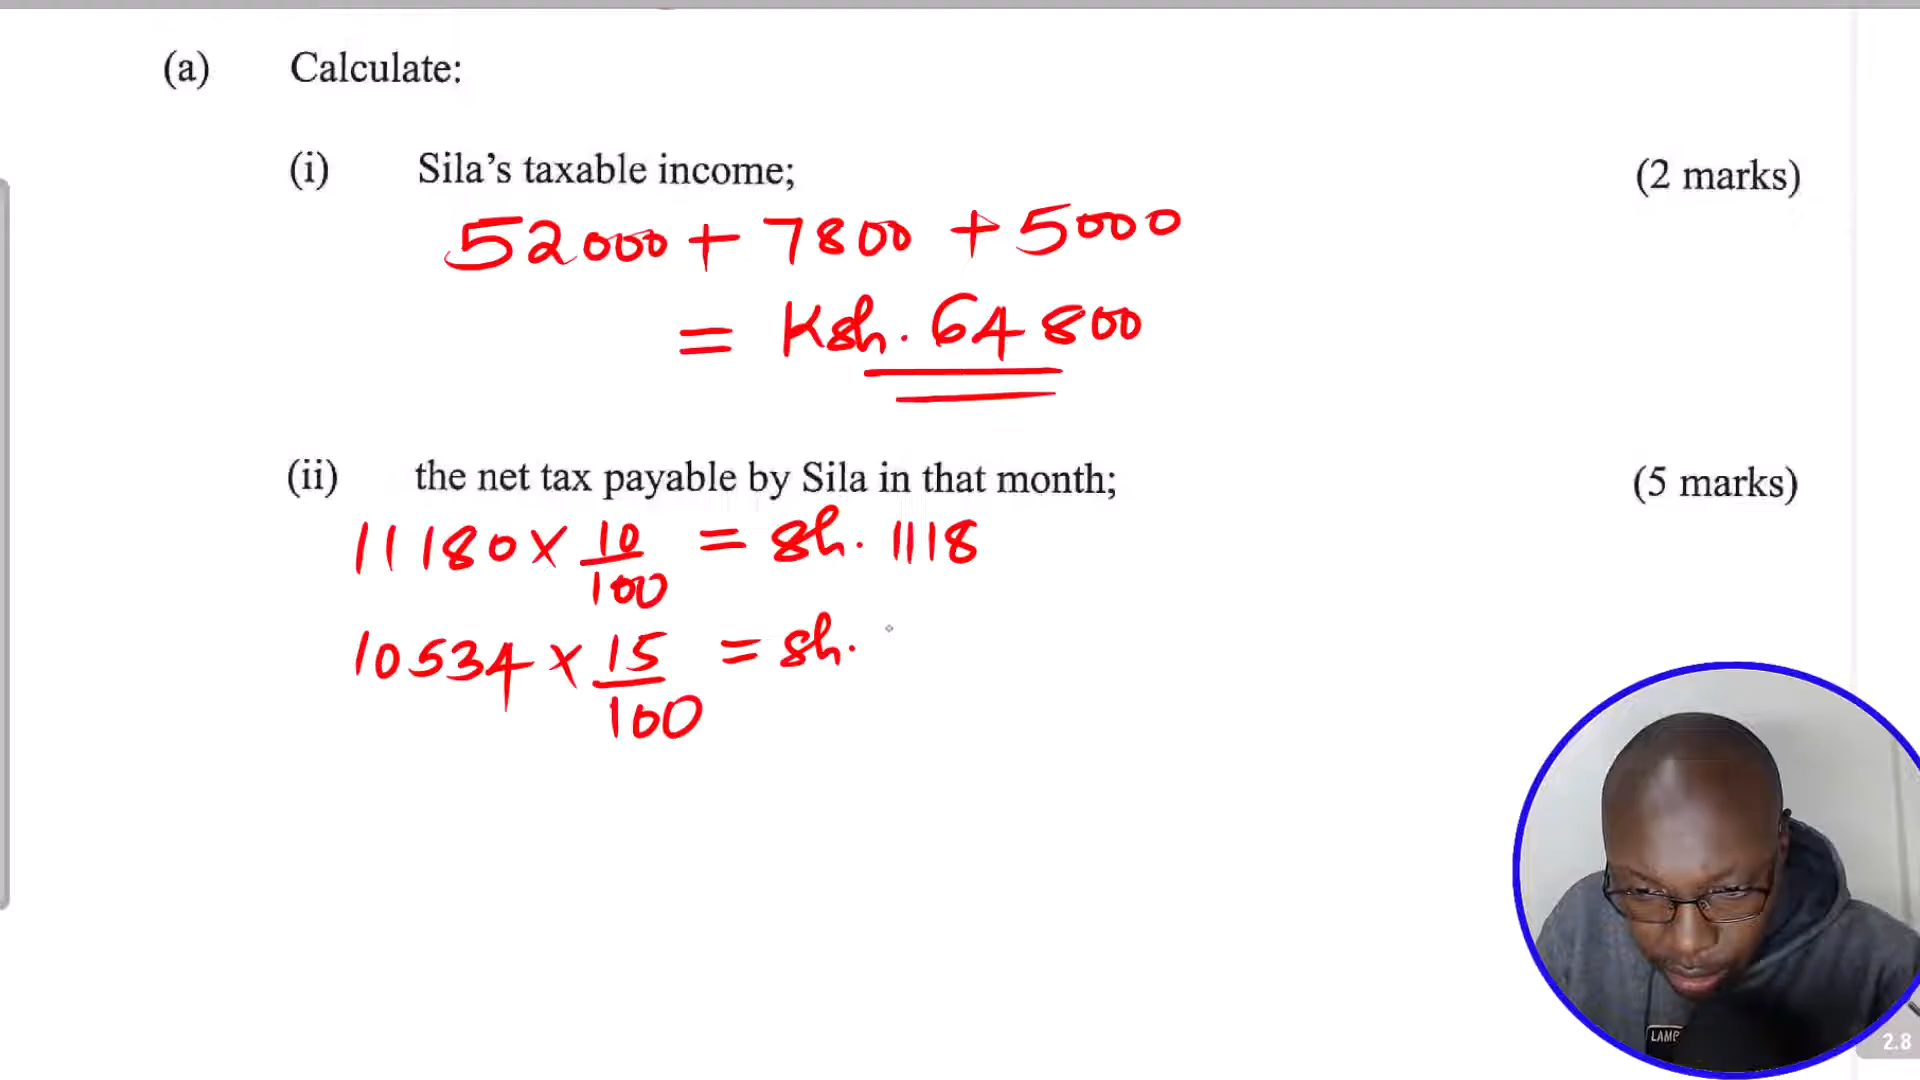 (a) Calculate:
(i) Sila's taxable income; (2 marks)
52000 + 7800 + 5000
= Ksh. 64800
(ii) the net tax payable by Sila in that month; (5 marks)
11180 × 10/100 = sh. 1118
10534 × 15/100 = sh.
LAMP
2.8